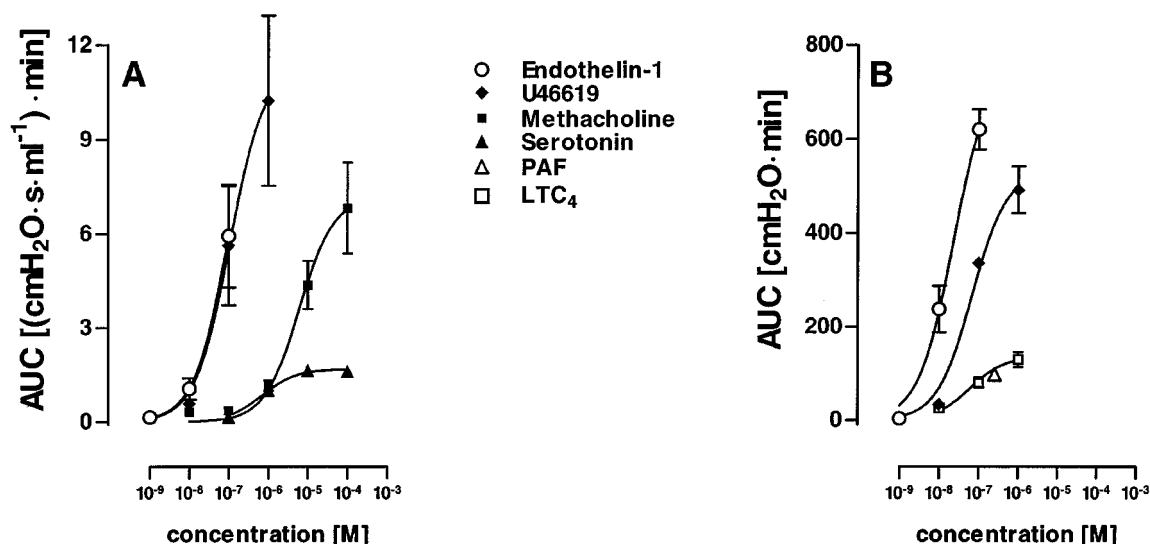 A
AUC [(cmH₂O·s·ml⁻¹)·min]
12
9
6
3
0
10⁻⁹ 10⁻⁸ 10⁻⁷ 10⁻⁶ 10⁻⁵ 10⁻⁴ 10⁻³
concentration [M]
Endothelin-1
U46619
Methacholine
Serotonin
PAF
LTC₄
B
AUC [cmH₂O·min]
800
600
400
200
0
10⁻⁹ 10⁻⁸ 10⁻⁷ 10⁻⁶ 10⁻⁵ 10⁻⁴ 10⁻³
concentration [M]